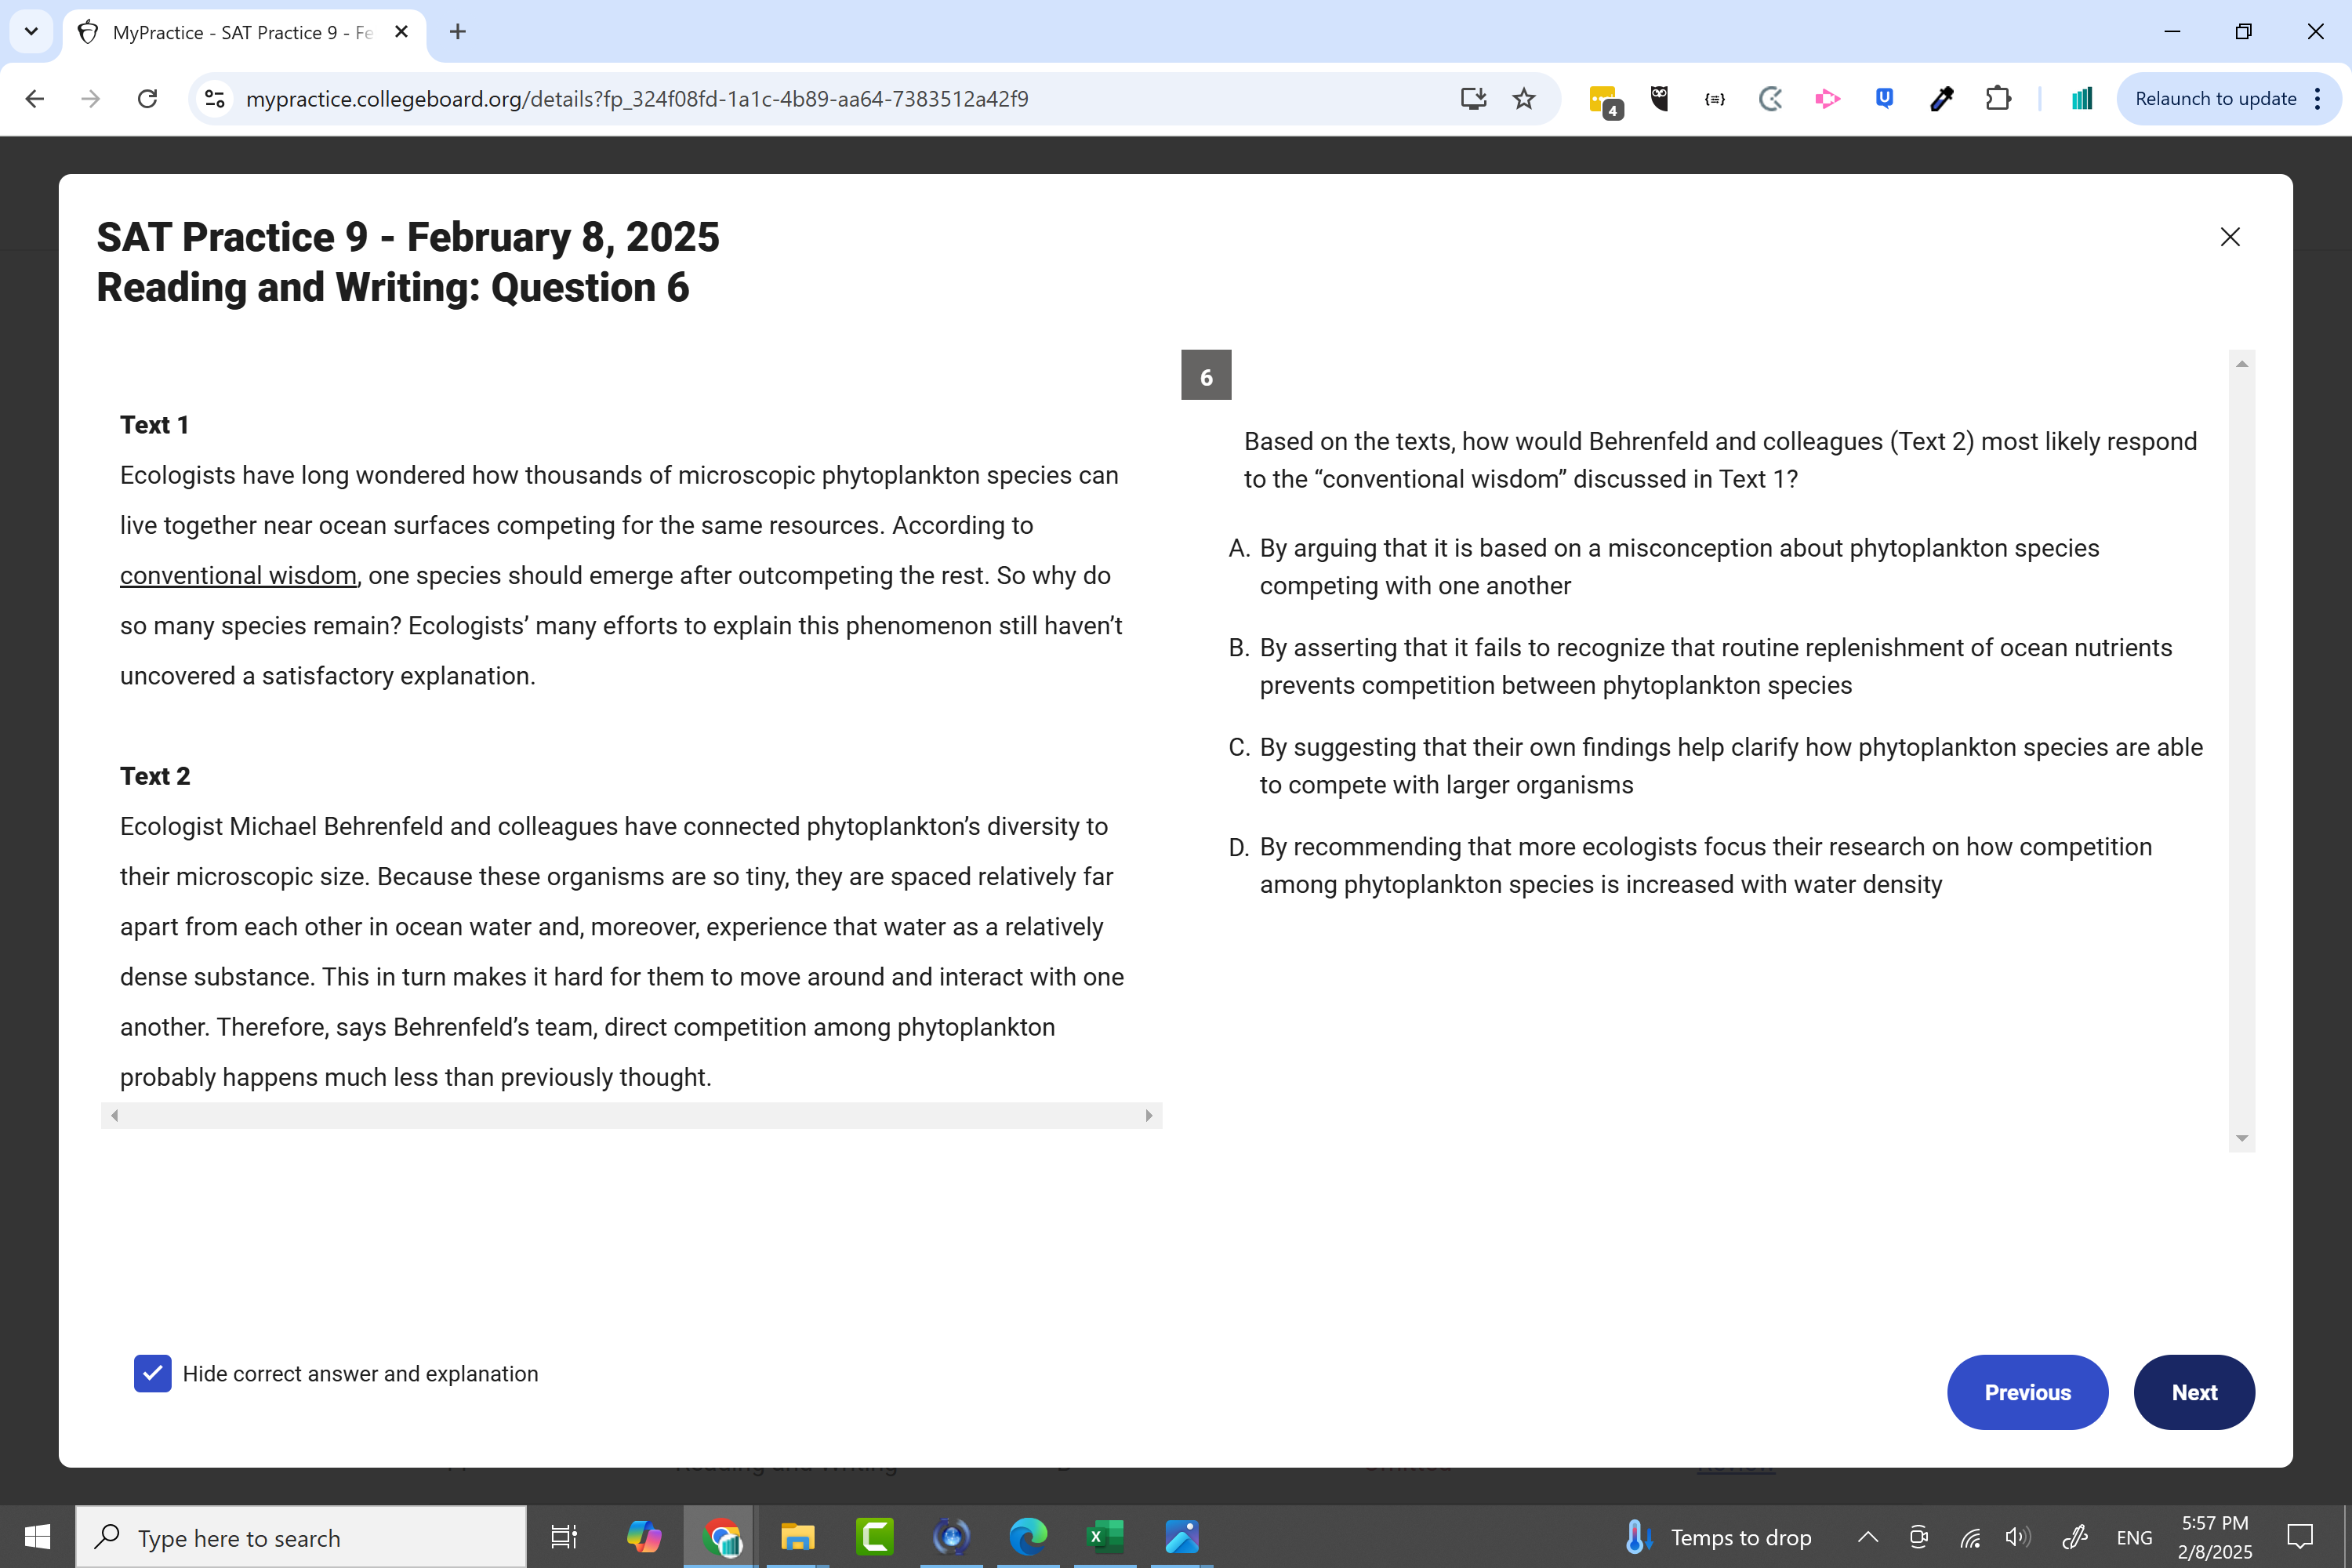 MyPractice - SAT Practice 9 - Fe
mypractice.collegeboard.org/details?fp_324f08fd-1a1c-4b89-aa64-7383512a42f9
4
Relaunch to update
SAT Practice 9 - February 8, 2025
Reading and Writing: Question 6
Text 1
Ecologists have long wondered how thousands of microscopic phytoplankton species can
live together near ocean surfaces competing for the same resources. According to
conventional wisdom, one species should emerge after outcompeting the rest. So why do
so many species remain? Ecologists’ many efforts to explain this phenomenon still haven’t
uncovered a satisfactory explanation.
Text 2
Ecologist Michael Behrenfeld and colleagues have connected phytoplankton’s diversity to
their microscopic size. Because these organisms are so tiny, they are spaced relatively far
apart from each other in ocean water and, moreover, experience that water as a relatively
dense substance. This in turn makes it hard for them to move around and interact with one
another. Therefore, says Behrenfeld’s team, direct competition among phytoplankton
probably happens much less than previously thought.
6
Based on the texts, how would Behrenfeld and colleagues (Text 2) most likely respond
to the “conventional wisdom” discussed in Text 1?
A. By arguing that it is based on a misconception about phytoplankton species
competing with one another
B. By asserting that it fails to recognize that routine replenishment of ocean nutrients
prevents competition between phytoplankton species
C. By suggesting that their own findings help clarify how phytoplankton species are able
to compete with larger organisms
D. By recommending that more ecologists focus their research on how competition
among phytoplankton species is increased with water density
Hide correct answer and explanation
Previous
Next
Type here to search
Temps to drop
ENG
5:57 PM
2/8/2025